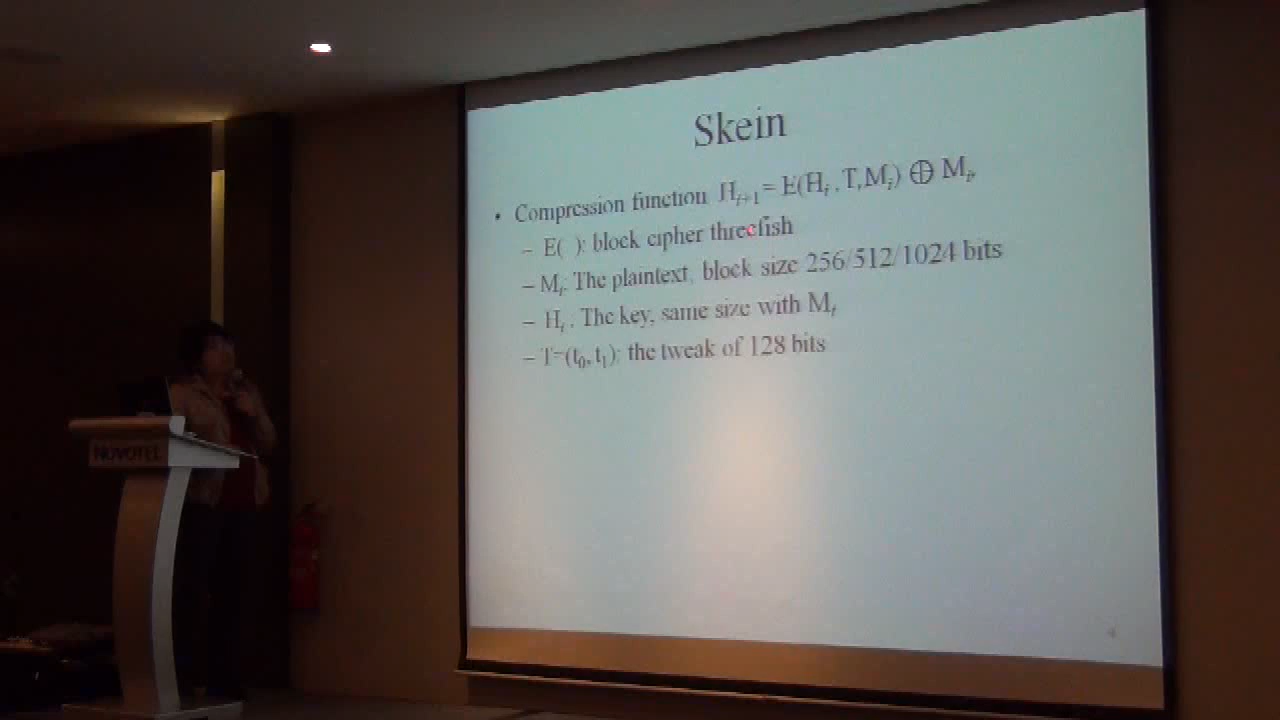 Skein
• Compression function H_{i+1} = E(H_i, T, M_i) ⊕ M_i,
– E( ): block cipher threefish
– M_i: The plaintext, block size 256/512/1024 bits
– H_i: The key, same size with M_i
– T=(t_0, t_1): the tweak of 128 bits
NOVOTEL
4